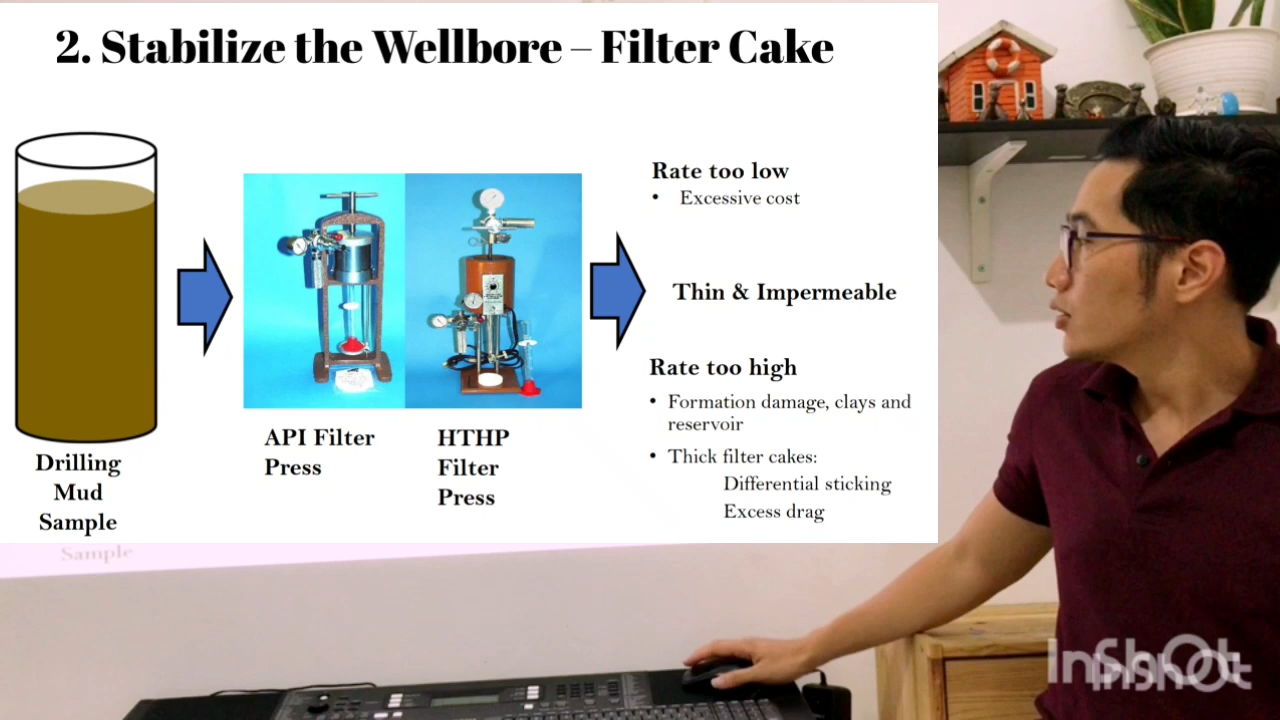 2. Stabilize the Wellbore – Filter Cake
Rate too low
• Excessive cost
Thin & Impermeable
Rate too high
• Formation damage, clays and
reservoir
• Thick filter cakes:
Differential sticking
Excess drag
API Filter
Press
HTHP
Filter
Press
Drilling
Mud
Sample
Sample
InShOt
InShOt